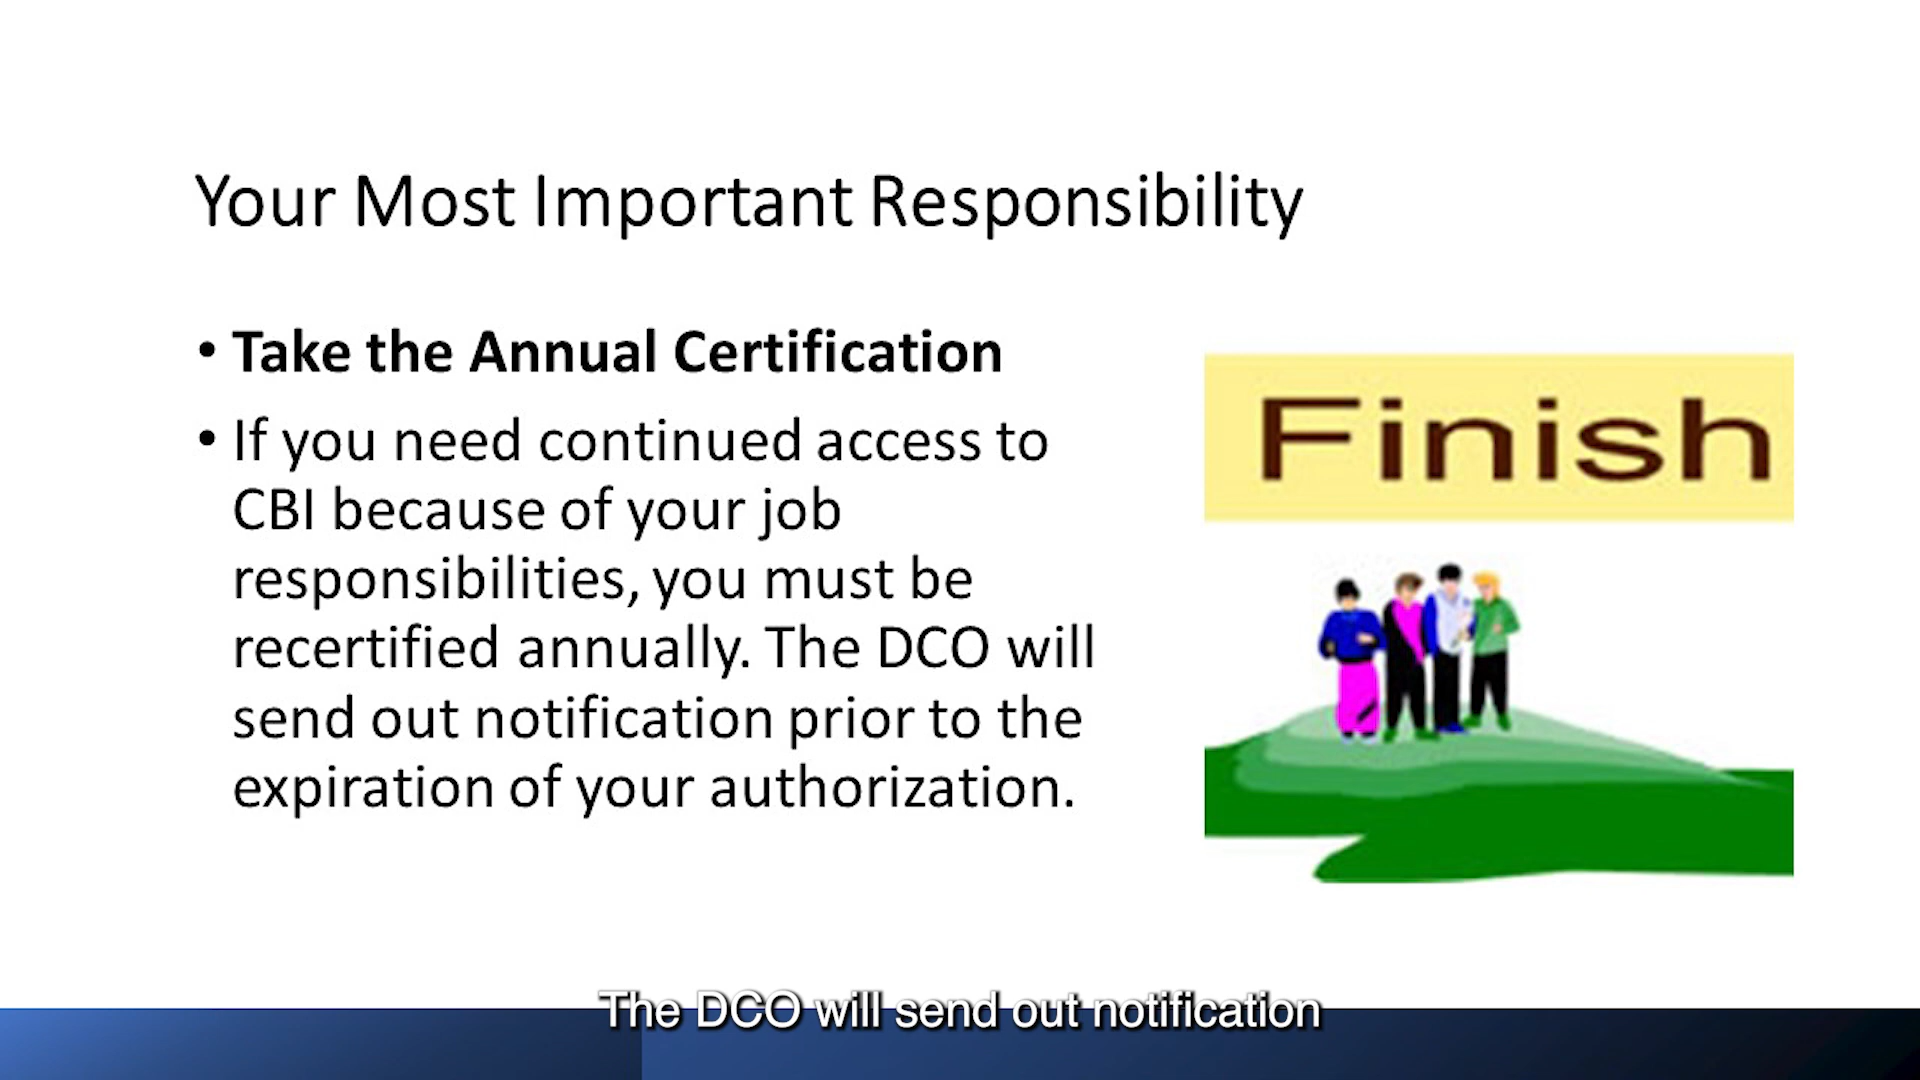 Your Most Important Responsibility
• Take the Annual Certification
• If you need continued access to
CBI because of your job
responsibilities, you must be
recertified annually. The DCO will
send out notification prior to the
expiration of your authorization.
Finish
The DCO will send out notification